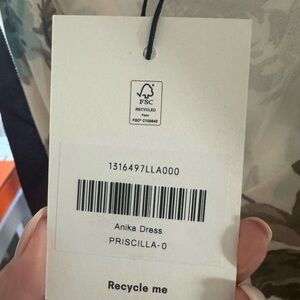 FSC
RECYCLED
Paper
1316497LLA000
Anika Dress
PRISCILLA-0
Recycle me